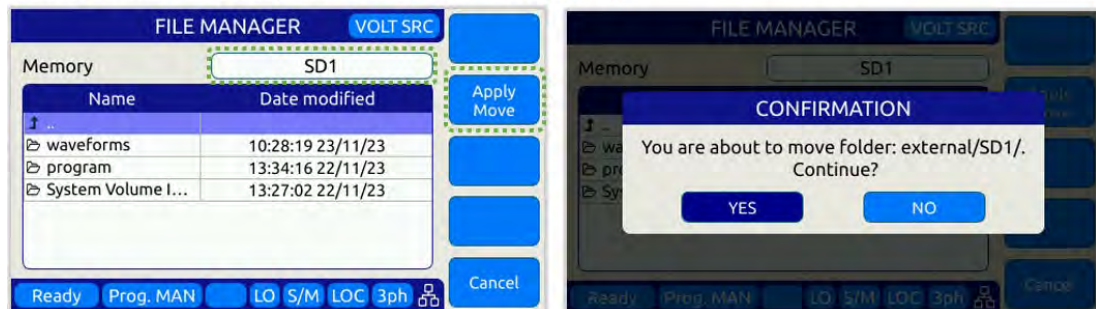 FILE MANAGER VOLT SRC
Memory SD1
Name Date modified
..
waveforms 10:28:19 23/11/23
program 13:34:16 22/11/23
System Volume I... 13:27:02 22/11/23
Apply
Move
Cancel
Ready Prog. MAN LO S/M LOC 3ph
FILE MANAGER VOLT SRC
Memory SD1
CONFIRMATION
You are about to move folder: external/SD1/.
Continue?
YES NO
Ready Prog. MAN LO S/M LOC 3ph
Cancel